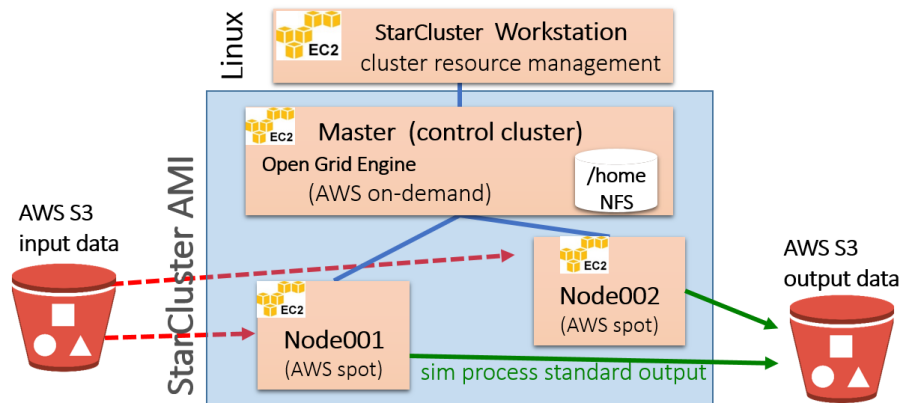 Linux
EC2
StarCluster Workstation
cluster resource management
StarCluster AMI
EC2
Master (control cluster)
Open Grid Engine
(AWS on-demand)
/home
NFS
AWS S3
input data
EC2
Node001
(AWS spot)
EC2
Node002
(AWS spot)
sim process standard output
AWS S3
output data